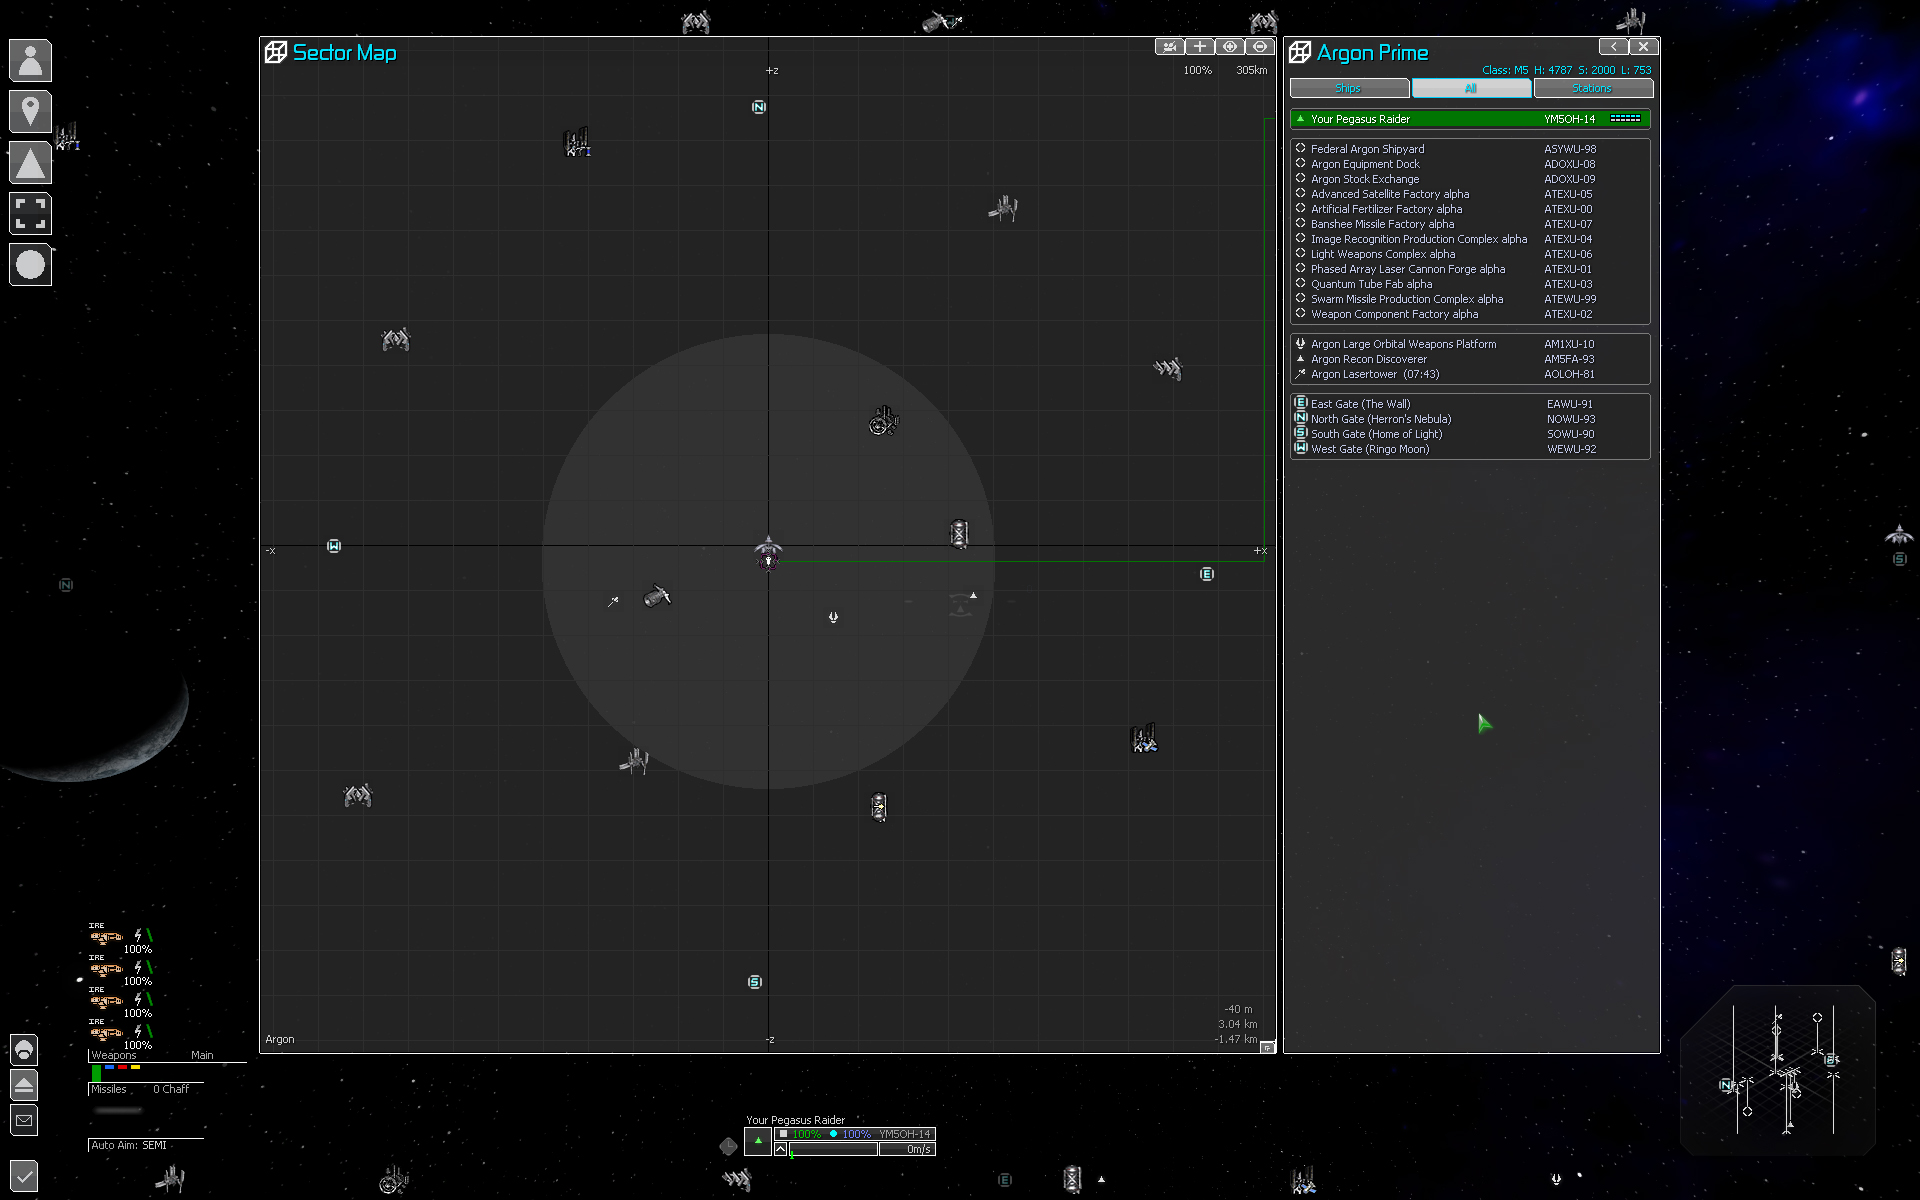 Sector Map
100% 305km
+z
-x
+x
-z
N
W
E
S
Argon
-40 m
3.04 km
-1.47 km
Argon Prime
Class: M5 H: 4787 S: 2000 L: 753
Ships All Stations
Your Pegasus Raider YM5OH-14
Federal Argon Shipyard ASYWU-98
Argon Equipment Dock ADOXU-08
Argon Stock Exchange ADOXU-09
Advanced Satellite Factory alpha ATEXU-05
Artificial Fertilizer Factory alpha ATEXU-00
Banshee Missile Factory alpha ATEXU-07
Image Recognition Production Complex alpha ATEXU-04
Light Weapons Complex alpha ATEXU-06
Phased Array Laser Cannon Forge alpha ATEXU-01
Quantum Tube Fab alpha ATEXU-03
Swarm Missile Production Complex alpha ATEWU-99
Weapon Component Factory alpha ATEXU-02
Argon Large Orbital Weapons Platform AM1XU-10
Argon Recon Discoverer AM5FA-93
Argon Lasertower (07:43) AOLOH-81
E East Gate (The Wall) EAWU-91
N North Gate (Herron's Nebula) NOWU-93
S South Gate (Home of Light) SOWU-90
W West Gate (Ringo Moon) WEWU-92
N
S
IRE
100%
IRE
100%
IRE
100%
IRE
100%
Weapons Main
Missiles 0 Chaff
Auto Aim: SEMI
Your Pegasus Raider
100% 100% YM5OH-14
0m/s
E
N